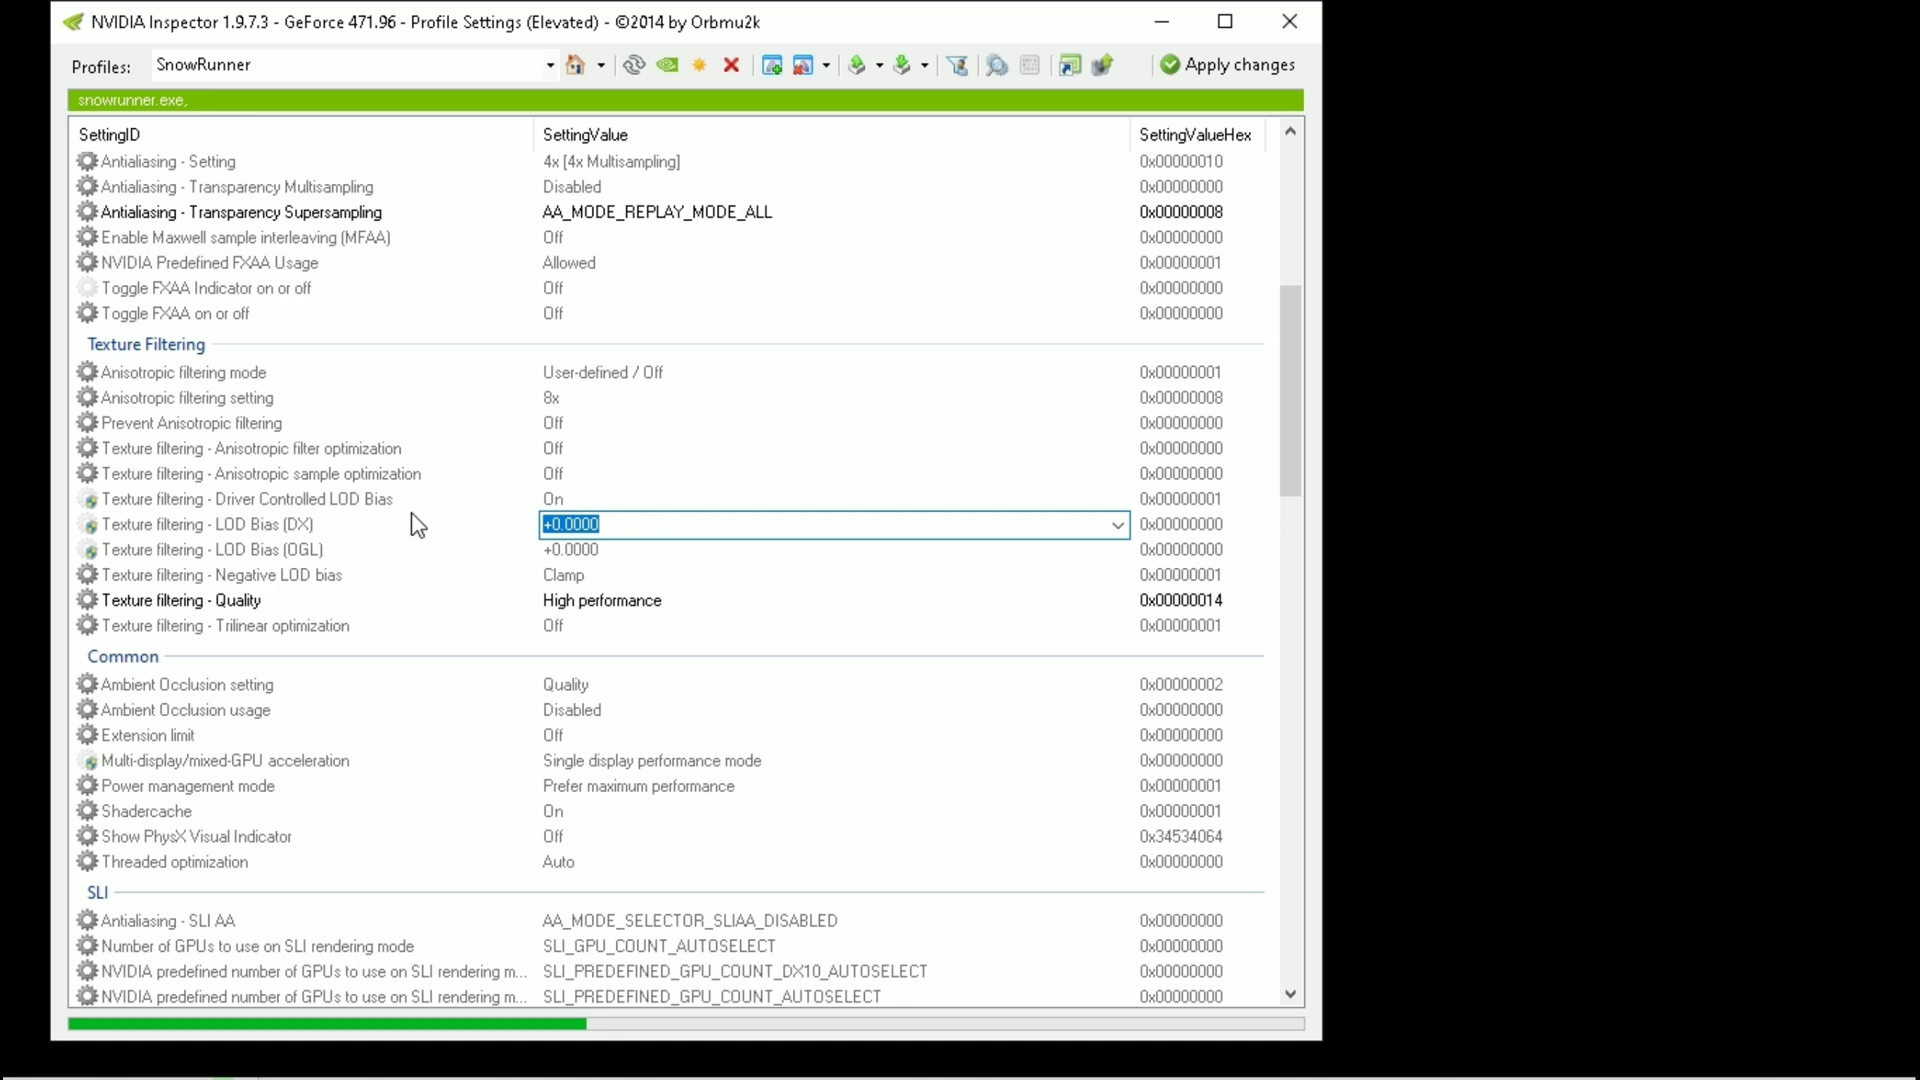 NVIDIA Inspector 1.9.7.3 - GeForce 471.96 - Profile Settings (Elevated) - ©2014 by Orbmu2k
Profiles: SnowRunner Apply changes
snowrunner.exe,
SettingID SettingValue SettingValueHex
Antialiasing - Setting 4x [4x Multisampling] 0x00000010
Antialiasing - Transparency Multisampling Disabled 0x00000000
Antialiasing - Transparency Supersampling AA_MODE_REPLAY_MODE_ALL 0x00000008
Enable Maxwell sample interleaving (MFAA) Off 0x00000000
NVIDIA Predefined FXAA Usage Allowed 0x00000001
Toggle FXAA Indicator on or off Off 0x00000000
Toggle FXAA on or off Off 0x00000000
Texture Filtering
Anisotropic filtering mode User-defined / Off 0x00000001
Anisotropic filtering setting 8x 0x00000008
Prevent Anisotropic filtering Off 0x00000000
Texture filtering - Anisotropic filter optimization Off 0x00000000
Texture filtering - Anisotropic sample optimization Off 0x00000000
Texture filtering - Driver Controlled LOD Bias On 0x00000001
Texture filtering - LOD Bias (DX) +0.0000 0x00000000
Texture filtering - LOD Bias (OGL) +0.0000 0x00000000
Texture filtering - Negative LOD bias Clamp 0x00000001
Texture filtering - Quality High performance 0x00000014
Texture filtering - Trilinear optimization Off 0x00000001
Common
Ambient Occlusion setting Quality 0x00000002
Ambient Occlusion usage Disabled 0x00000000
Extension limit Off 0x00000000
Multi-display/mixed-GPU acceleration Single display performance mode 0x00000000
Power management mode Prefer maximum performance 0x00000001
Shadercache On 0x00000001
Show PhysX Visual Indicator Off 0x34534064
Threaded optimization Auto 0x00000000
SLI
Antialiasing - SLI AA AA_MODE_SELECTOR_SLIAA_DISABLED 0x00000000
Number of GPUs to use on SLI rendering mode SLI_GPU_COUNT_AUTOSELECT 0x00000000
NVIDIA predefined number of GPUs to use on SLI rendering m... SLI_PREDEFINED_GPU_COUNT_DX10_AUTOSELECT 0x00000000
NVIDIA predefined number of GPUs to use on SLI rendering m... SLI_PREDEFINED_GPU_COUNT_AUTOSELECT 0x00000000